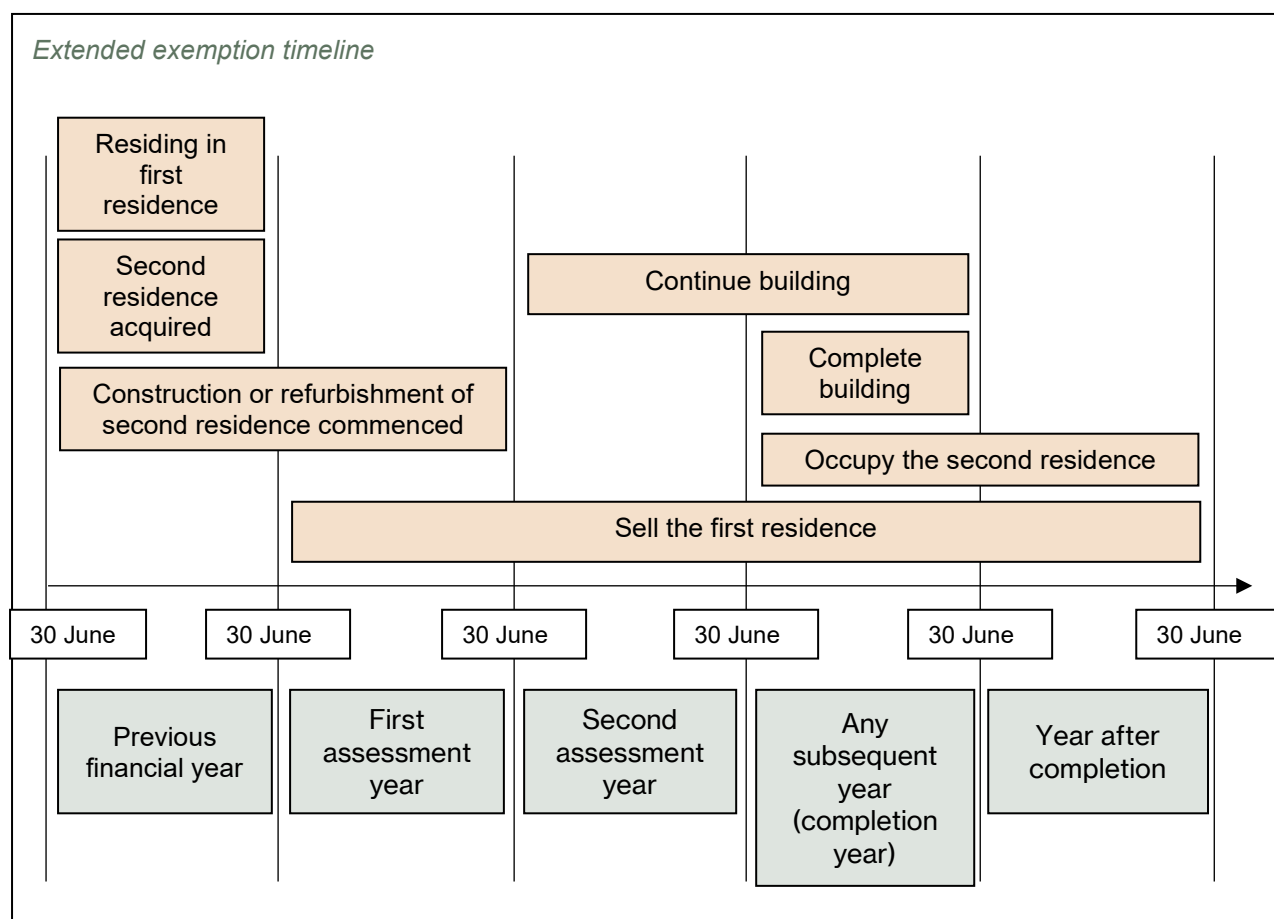 Extended exemption timeline
Residing in
first
residence
Second
residence
acquired
Continue building
Complete
building
Construction or refurbishment of
second residence commenced
Occupy the second residence
Sell the first residence
30 June
30 June
30 June
30 June
30 June
30 June
Previous
financial year
First
assessment
year
Second
assessment
year
Any
subsequent
year
(completion
year)
Year after
completion